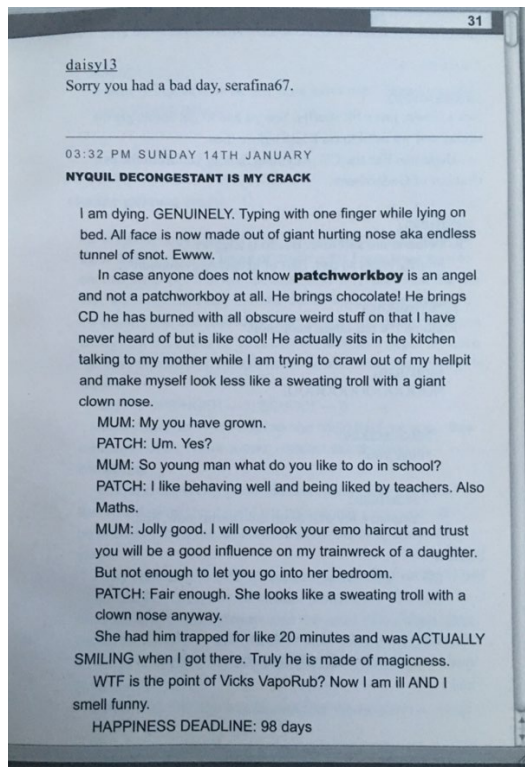 31
daisy13
Sorry you had a bad day, serafina67.
03:32 PM SUNDAY 14TH JANUARY
NYQUIL DECONGESTANT IS MY CRACK
I am dying. GENUINELY. Typing with one finger while lying on
bed. All face is now made out of giant hurting nose aka endless
tunnel of snot. Ewww.
In case anyone does not know patchworkboy is an angel
and not a patchworkboy at all. He brings chocolate! He brings
CD he has burned with all obscure weird stuff on that I have
never heard of but is like cool! He actually sits in the kitchen
talking to my mother while I am trying to crawl out of my hellpit
and make myself look less like a sweating troll with a giant
clown nose.
MUM: My you have grown.
PATCH: Um. Yes?
MUM: So young man what do you like to do in school?
PATCH: I like behaving well and being liked by teachers. Also
Maths.
MUM: Jolly good. I will overlook your emo haircut and trust
you will be a good influence on my trainwreck of a daughter.
But not enough to let you go into her bedroom.
PATCH: Fair enough. She looks like a sweating troll with a
clown nose anyway.
She had him trapped for like 20 minutes and was ACTUALLY
SMILING when I got there. Truly he is made of magicness.
WTF is the point of Vicks VapoRub? Now I am ill AND I
smell funny.
HAPPINESS DEADLINE: 98 days